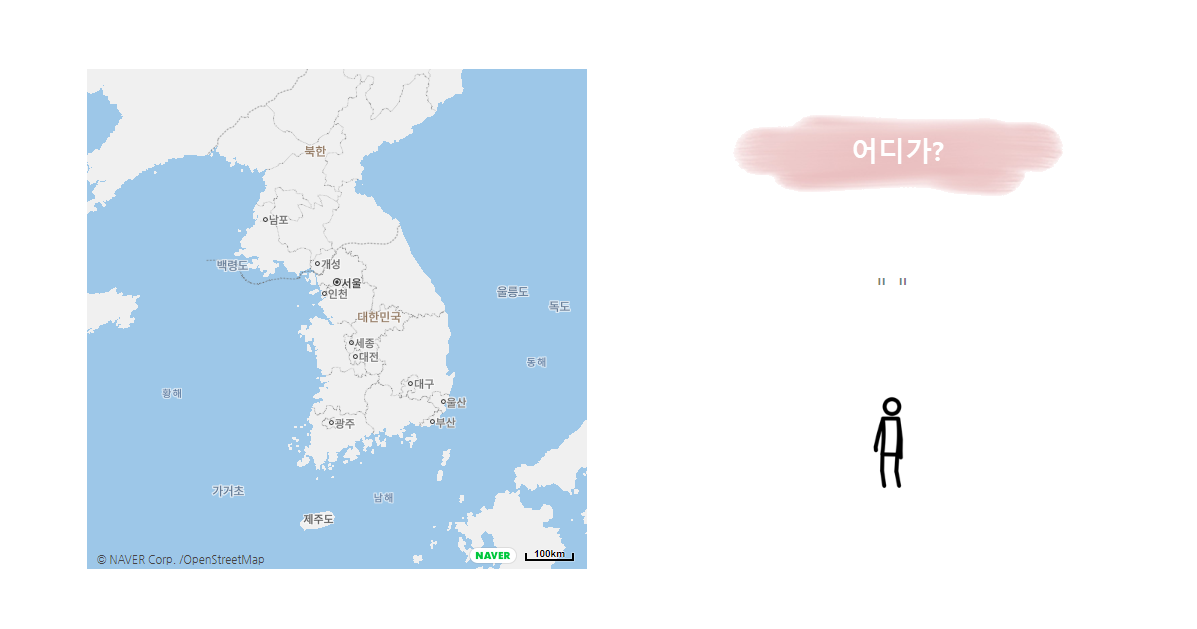 북한
남포
백령도
개성
서울
인천
대한민국
울릉도
독도
세종
대전
동해
대구
황해
울산
광주
부산
가거초
남해
제주도
© NAVER Corp. /OpenStreetMap
NAVER
100km
어디가?
" "